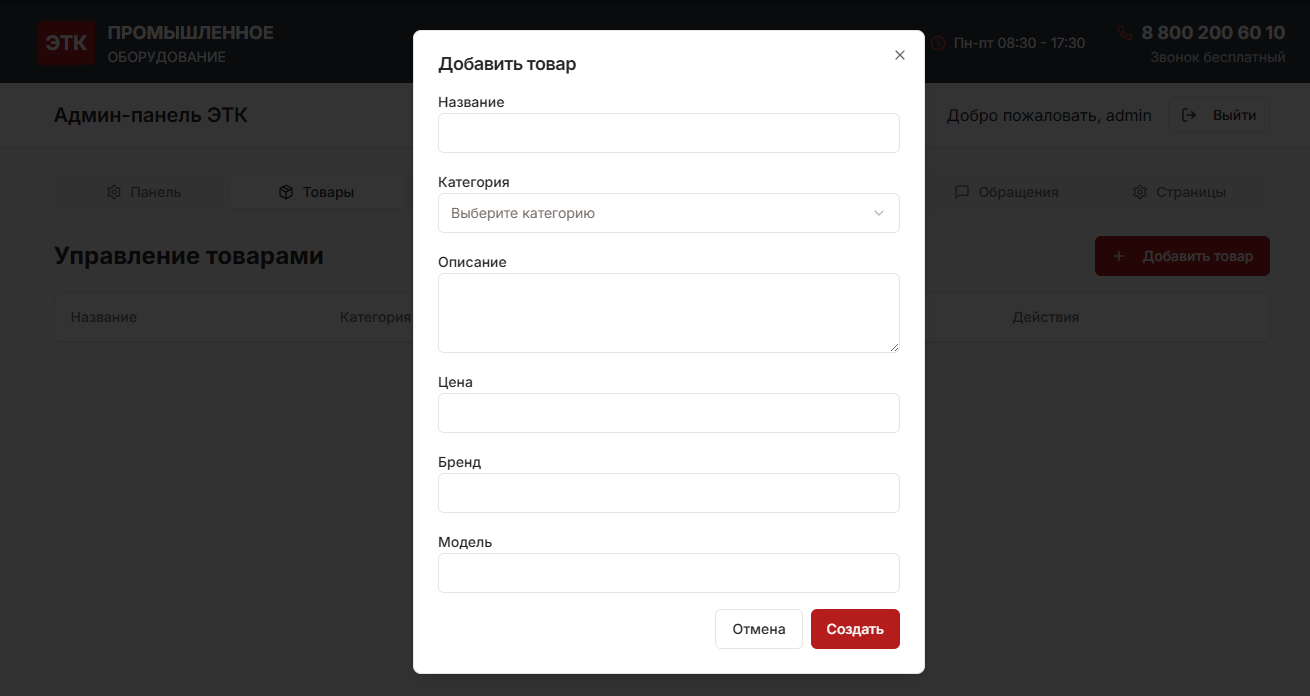 ЭТК
ПРОМЫШЛЕННОЕ
ОБОРУДОВАНИЕ
Пн-пт 08:30 - 17:30
8 800 200 60 10
Звонок бесплатный
Админ-панель ЭТК
Добро пожаловать, admin
Выйти
Панель
Товары
Обращения
Страницы
Управление товарами
Добавить товар
Название
Категория
Действия
Добавить товар
Название
Категория
Выберите категорию
Описание
Цена
Бренд
Модель
Отмена
Создать